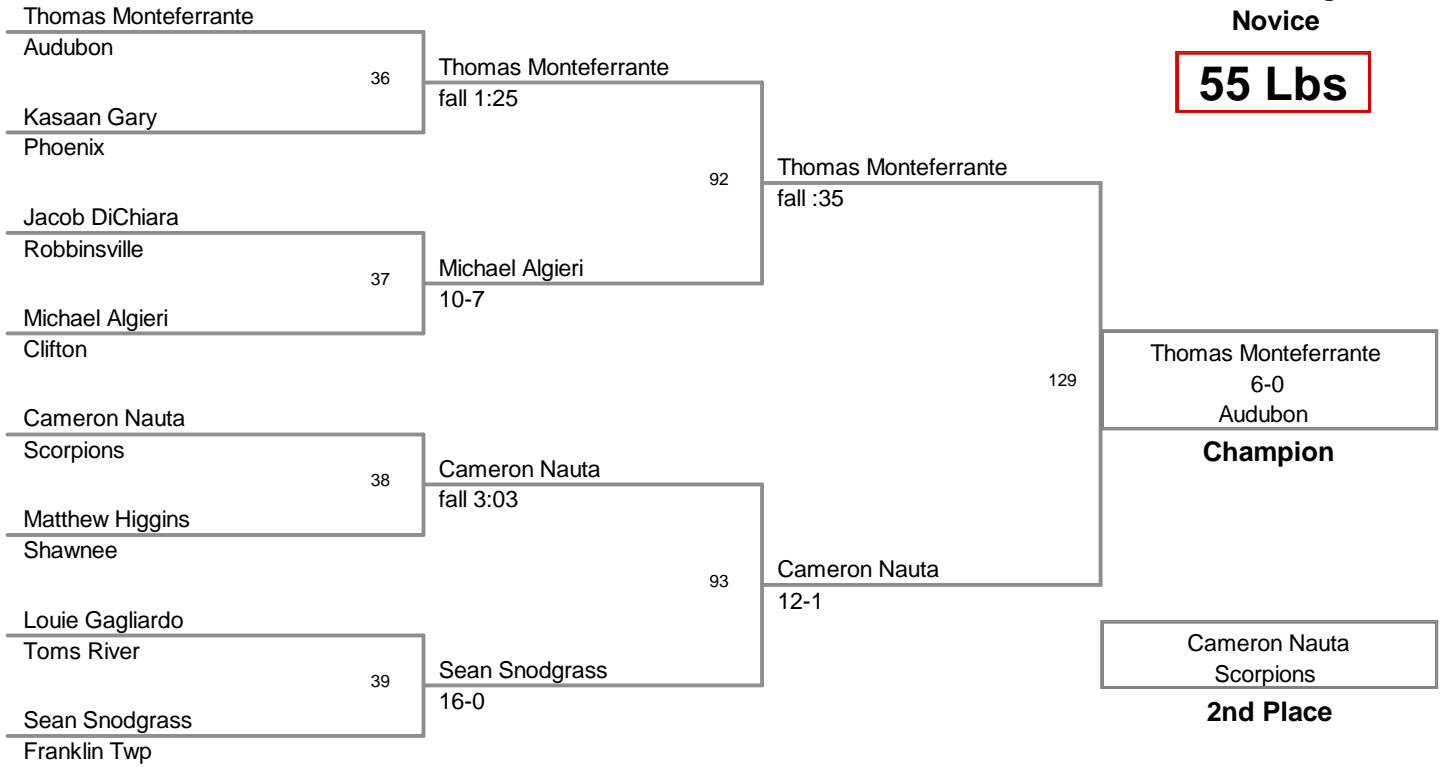 Novice
55 Lbs
Thomas Monteferrante
Audubon
36
Kasaan Gary
Phoenix
Jacob DiChiara
Robbinsville
37
Michael Algieri
Clifton
Cameron Nauta
Scorpions
38
Matthew Higgins
Shawnee
Louie Gagliardo
Toms River
39
Sean Snodgrass
Franklin Twp
Thomas Monteferrante
fall 1:25
92
Michael Algieri
10-7
Cameron Nauta
fall 3:03
93
Sean Snodgrass
16-0
Thomas Monteferrante
fall :35
129
Cameron Nauta
12-1
Thomas Monteferrante
6-0
Audubon
Champion
Cameron Nauta
Scorpions
2nd Place